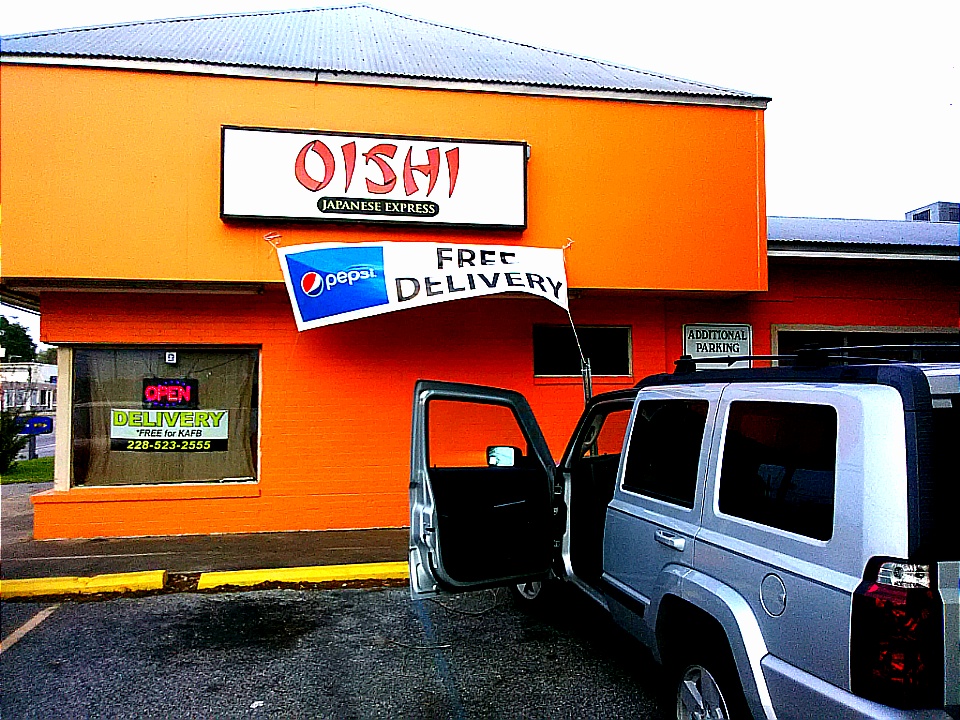 OISHI
JAPANESE EXPRESS
pepsi
FREE
DELIVERY
ADDITIONAL
PARKING
OPEN
DELIVERY
*FREE for KAFB
228-523-2555